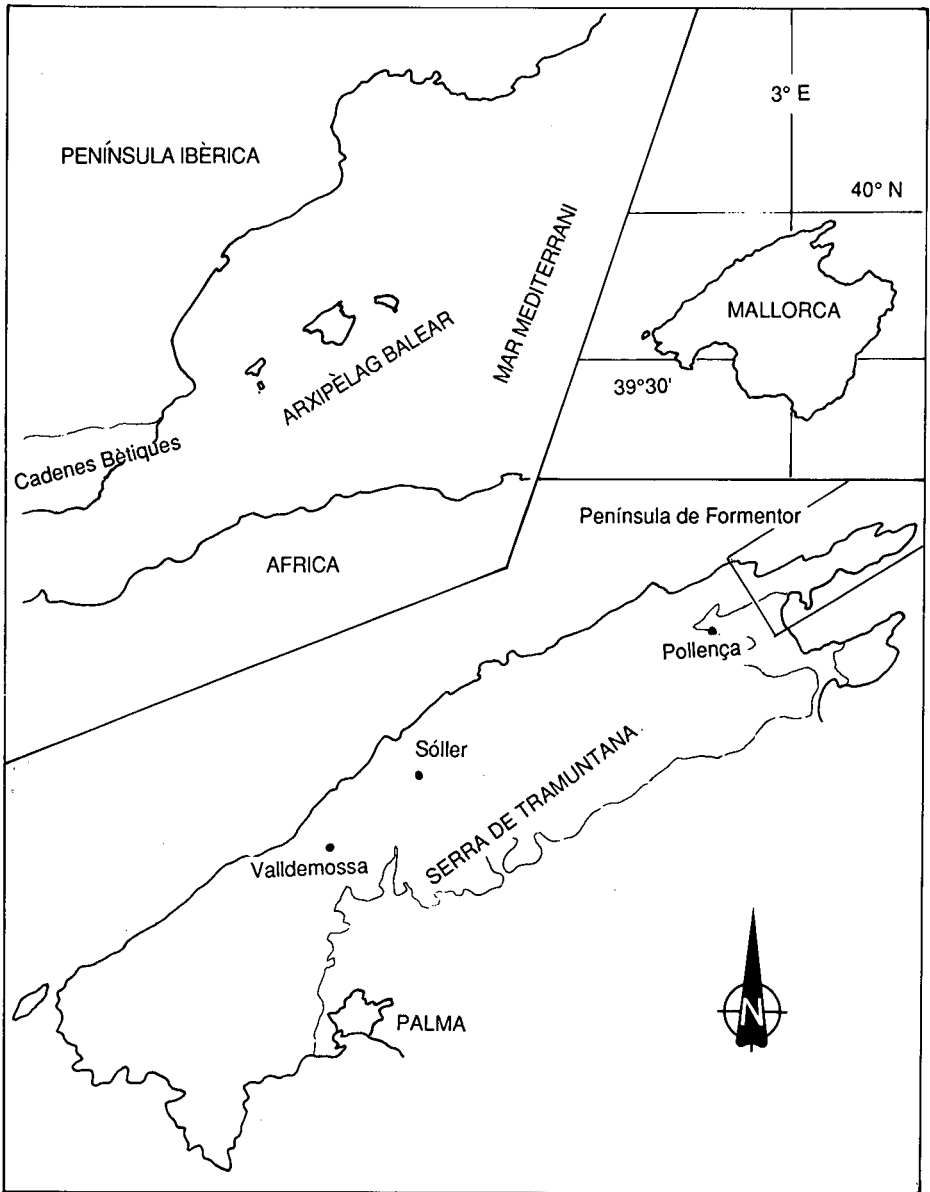 PENÍNSULA IBÈRICA
3° E
40° N
MAR MEDITERRANI
MALLORCA
ARXIPÈLAG BALEAR
39°30'
Cadenes Bètiques
AFRICA
Península de Formentor
Pollença
Sóller
SERRA DE TRAMUNTANA
Valldemossa
PALMA
N